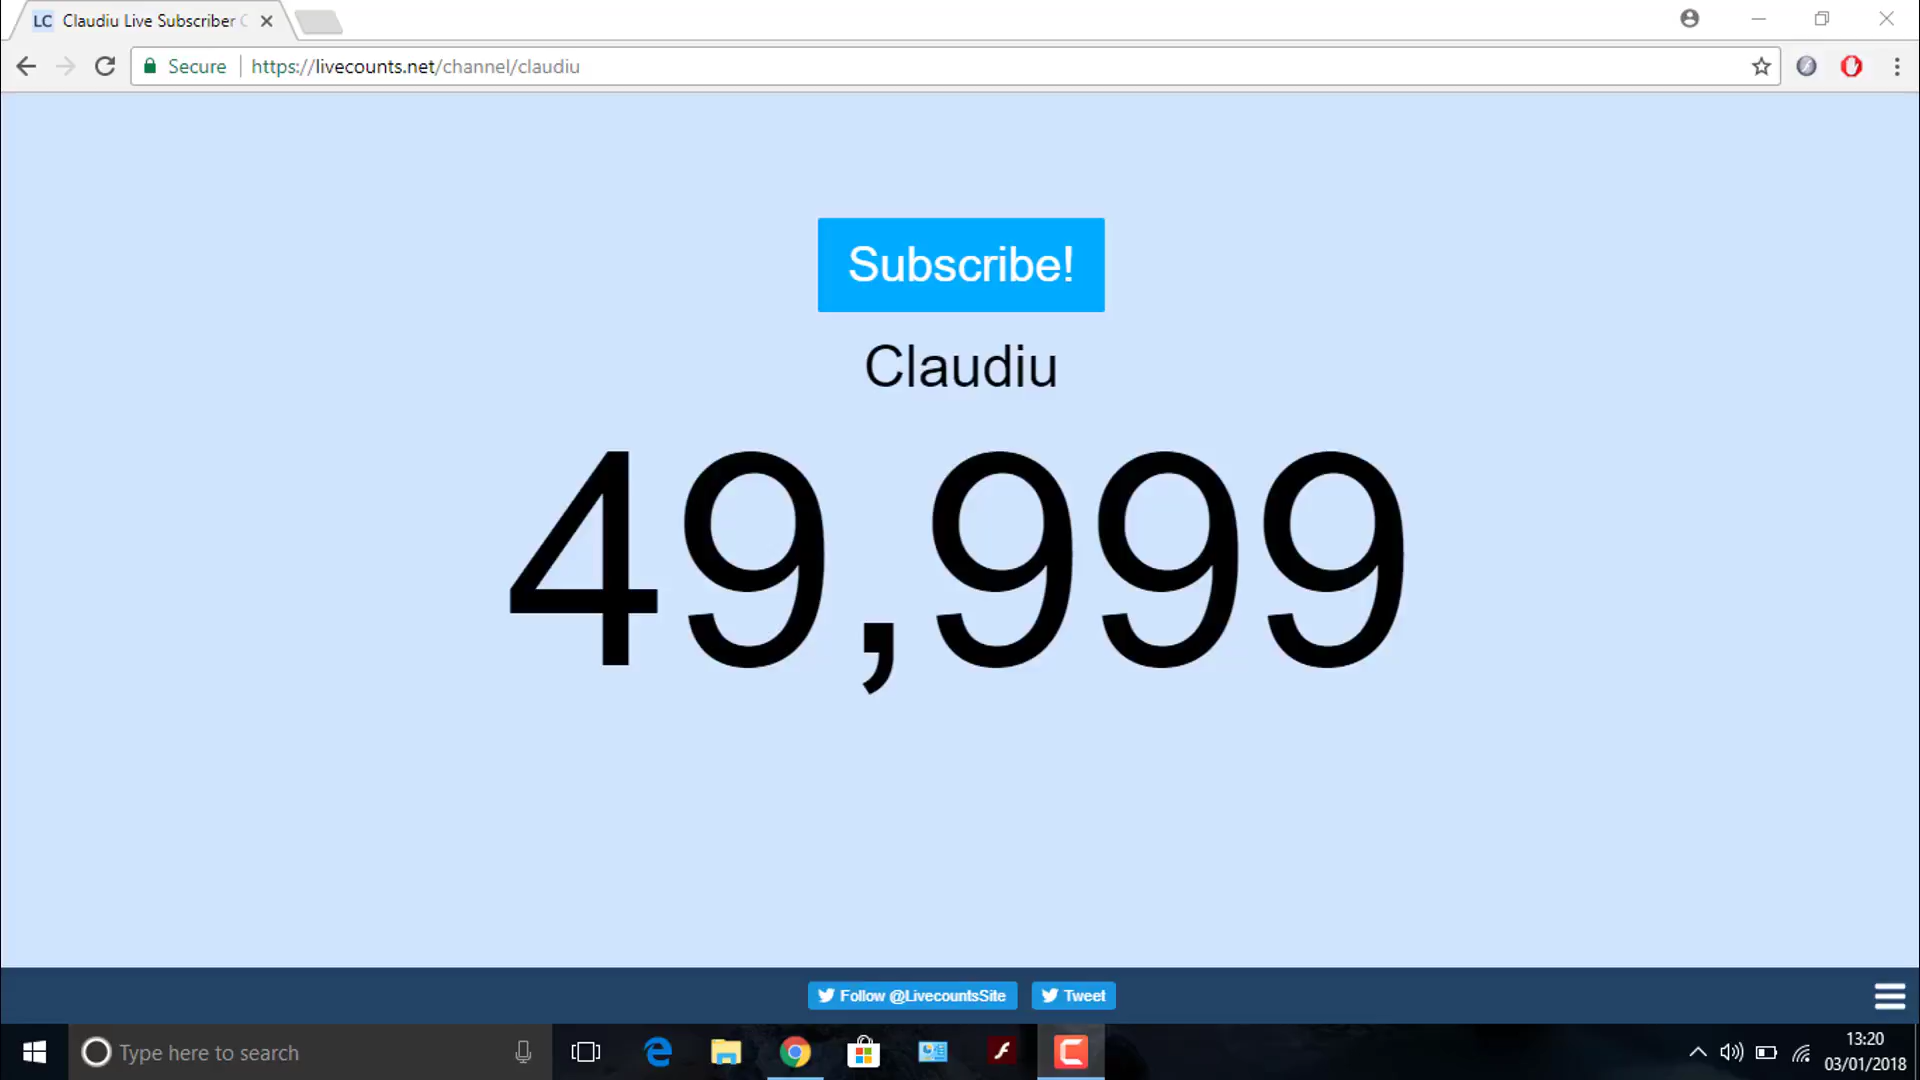 LC Claudiu Live Subscriber C
Secure https://livecounts.net/channel/claudiu
Subscribe!
Claudiu
49,999
Follow @LivecountsSite Tweet
Type here to search
13:20
03/01/2018